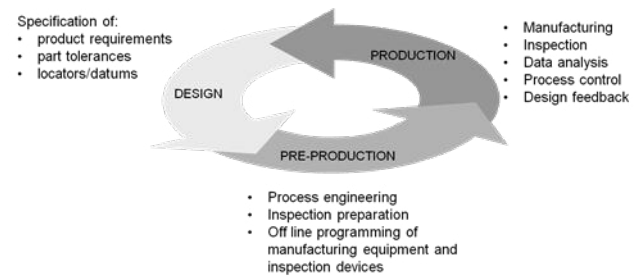 Specification of:
• product requirements
• part tolerances
• locators/datums
DESIGN
PRODUCTION
• Manufacturing
• Inspection
• Data analysis
• Process control
• Design feedback
PRE-PRODUCTION
• Process engineering
• Inspection preparation
• Off line programming of
manufacturing equipment and
inspection devices